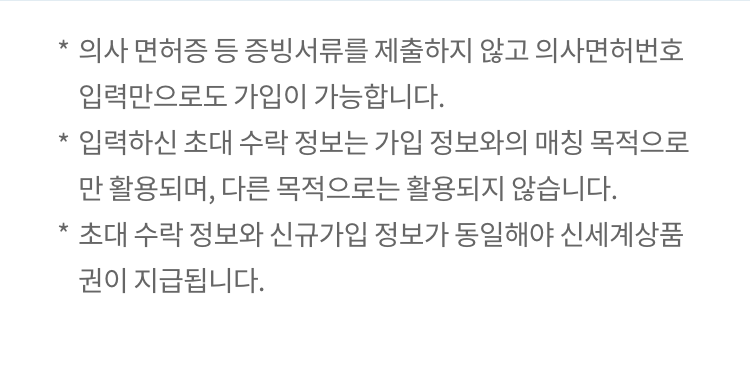 * 의사 면허증 등 증빙서류를 제출하지 않고 의사면허번호
입력만으로도 가입이 가능합니다.
* 입력하신 초대 수락 정보는 가입 정보와의 매칭 목적으로
만 활용되며, 다른 목적으로는 활용되지 않습니다.
* 초대 수락 정보와 신규가입 정보가 동일해야 신세계상품
권이 지급됩니다.